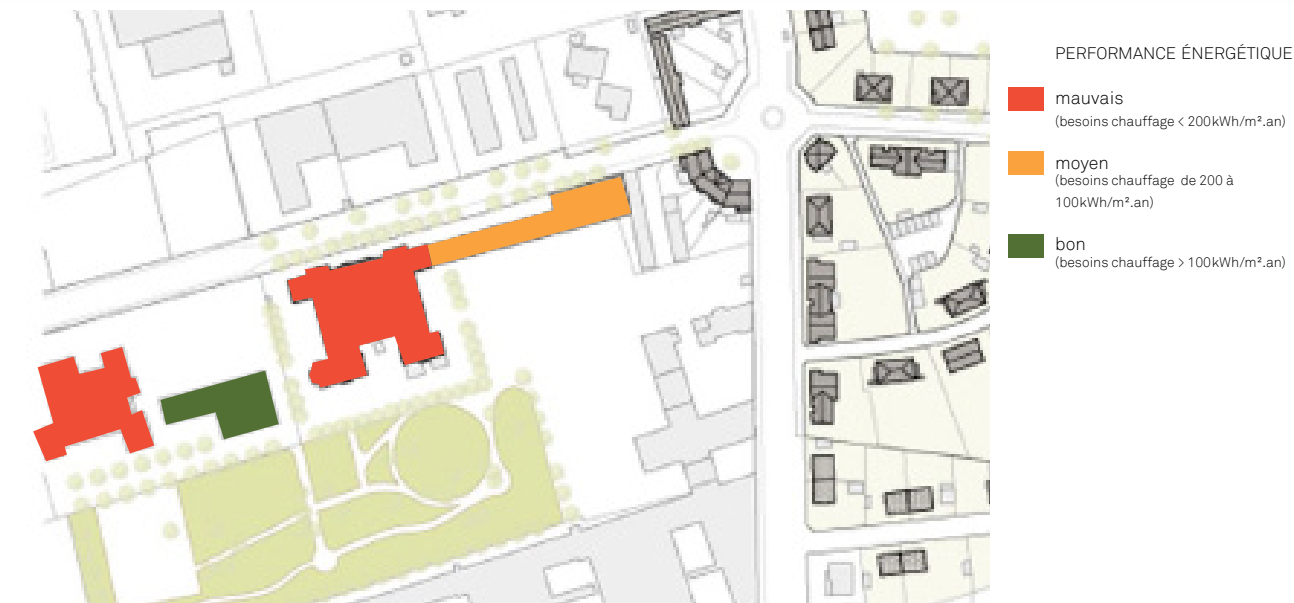 PERFORMANCE ÉNERGÉTIQUE
mauvais
(besoins chauffage < 200kWh/m².an)
moyen
(besoins chauffage de 200 à
100kWh/m².an)
bon
(besoins chauffage > 100kWh/m².an)